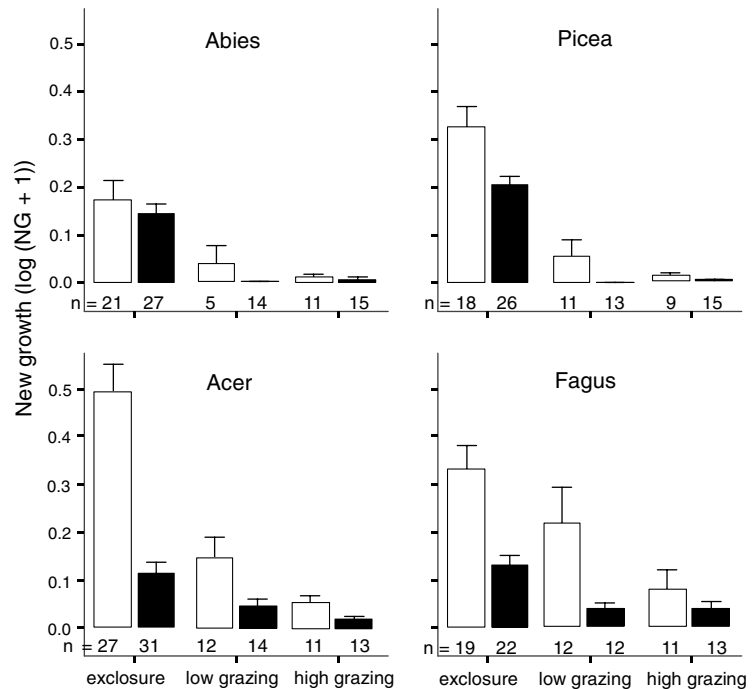 Abies
Picea
0.5
0.4
0.3
0.2
0.1
0.0
n = 21 27 5 14 11 15
n = 18 26 11 13 9 15
New growth (log (NG + 1))
Acer
Fagus
0.5
0.4
0.3
0.2
0.1
0.0
n = 27 31 12 14 11 13
n = 19 22 12 12 11 13
exclosure low grazing high grazing
exclosure low grazing high grazing